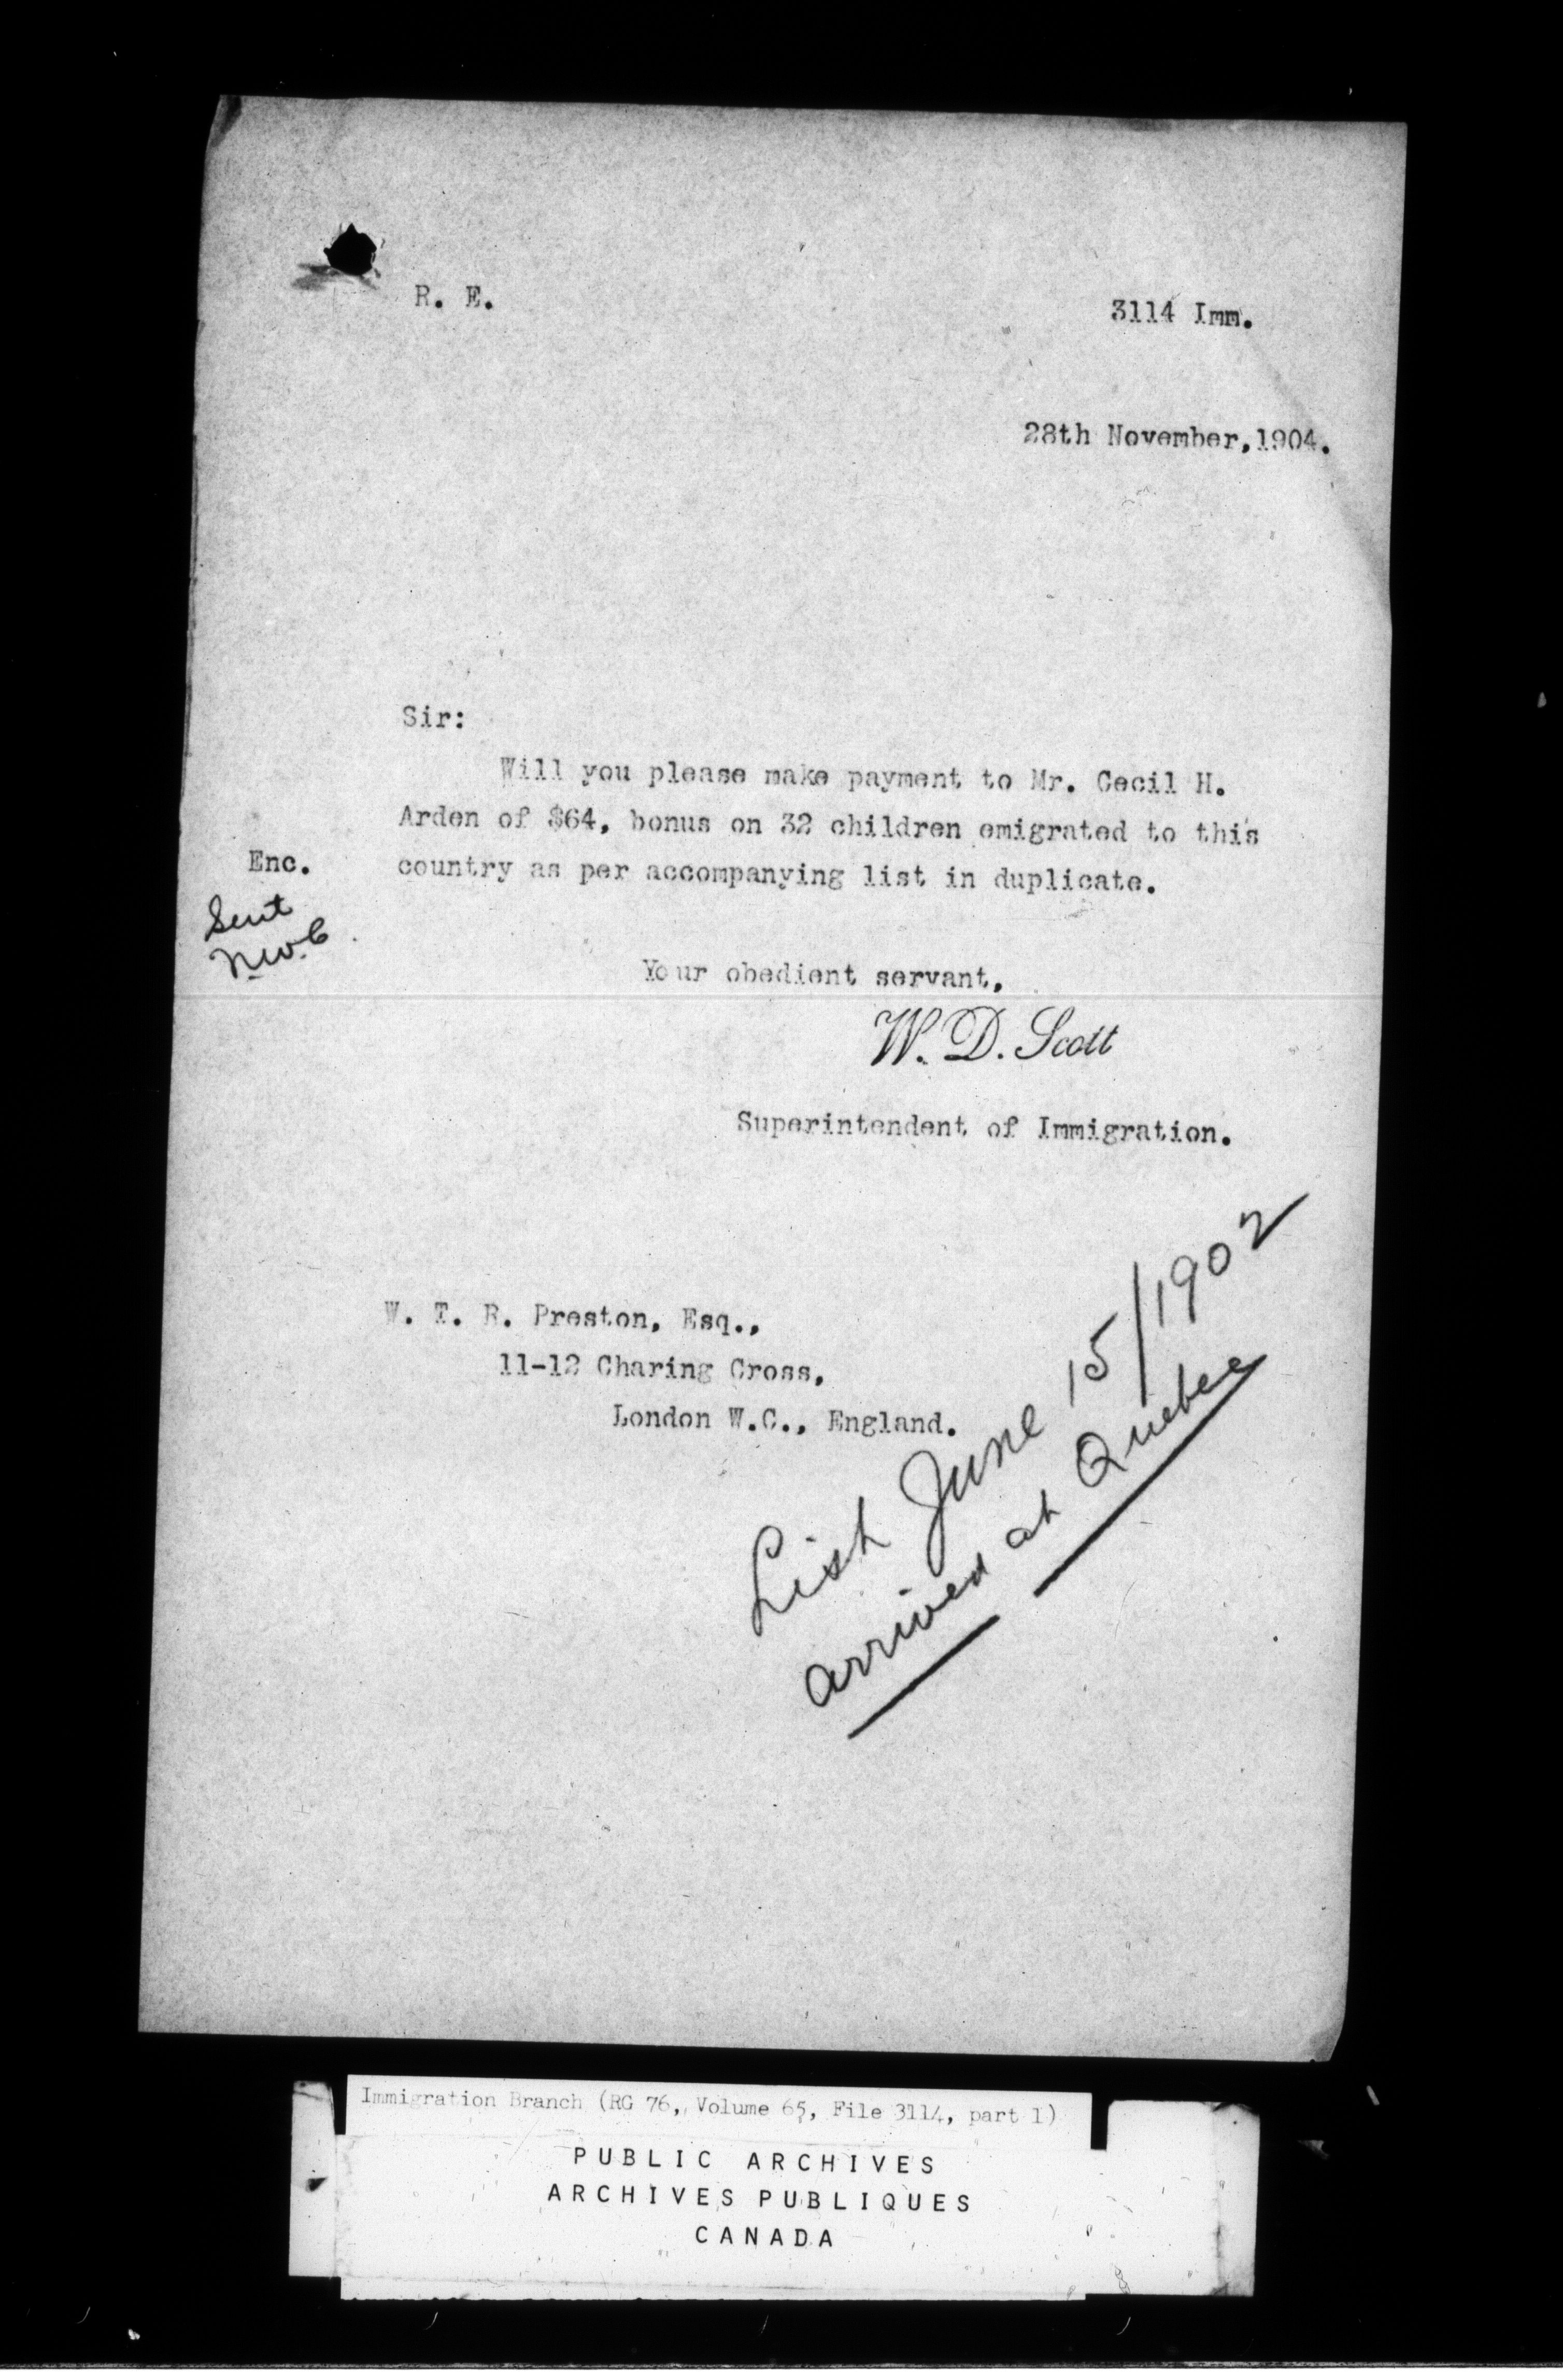 R. E.
3114 Imm.
28th November, 1904.
Sir:
Will you please make payment to Mr. Cecil H.
Arden of $64, bonus on 32 children emigrated to this
country as per accompanying list in duplicate.
Enc.
Sent
N.W.C.
Your obedient servant,
W. D. Scott
Superintendent of Immigration.
W. T. R. Preston, Esq.,
11-12 Charing Cross,
London W.C., England.
List June 15/1902
arrived at Quebec
Immigration Branch (RG 76, Volume 65, File 3114, part 1)
PUBLIC ARCHIVES
ARCHIVES PUBLIQUES
CANADA